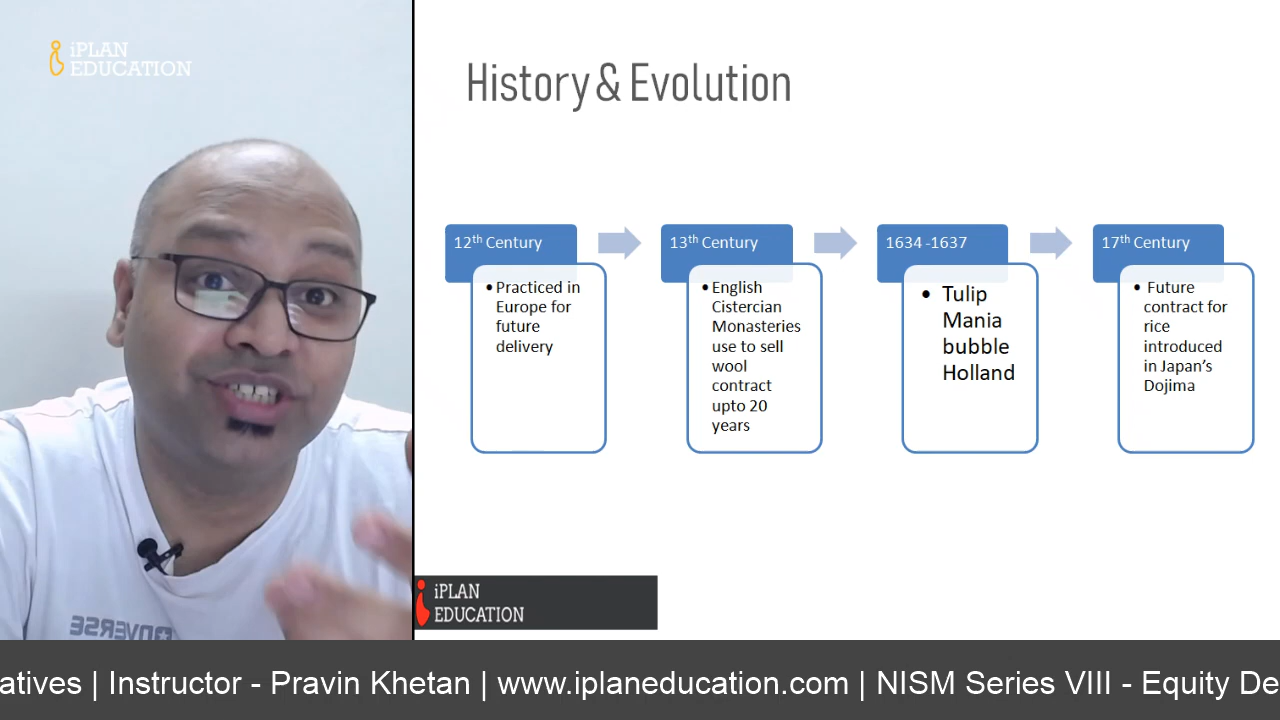 iPLAN
EDUCATION
History & Evolution
12th Century
• Practiced in
Europe for
future
delivery
13th Century
• English
Cistercian
Monasteries
use to sell
wool
contract
upto 20
years
1634 -1637
• Tulip
Mania
bubble
Holland
17th Century
• Future
contract for
rice
introduced
in Japan's
Dojima
iPLAN
EDUCATION
CONVERSE
atives | Instructor - Pravin Khetan | www.iplaneducation.com | NISM Series VIII - Equity De